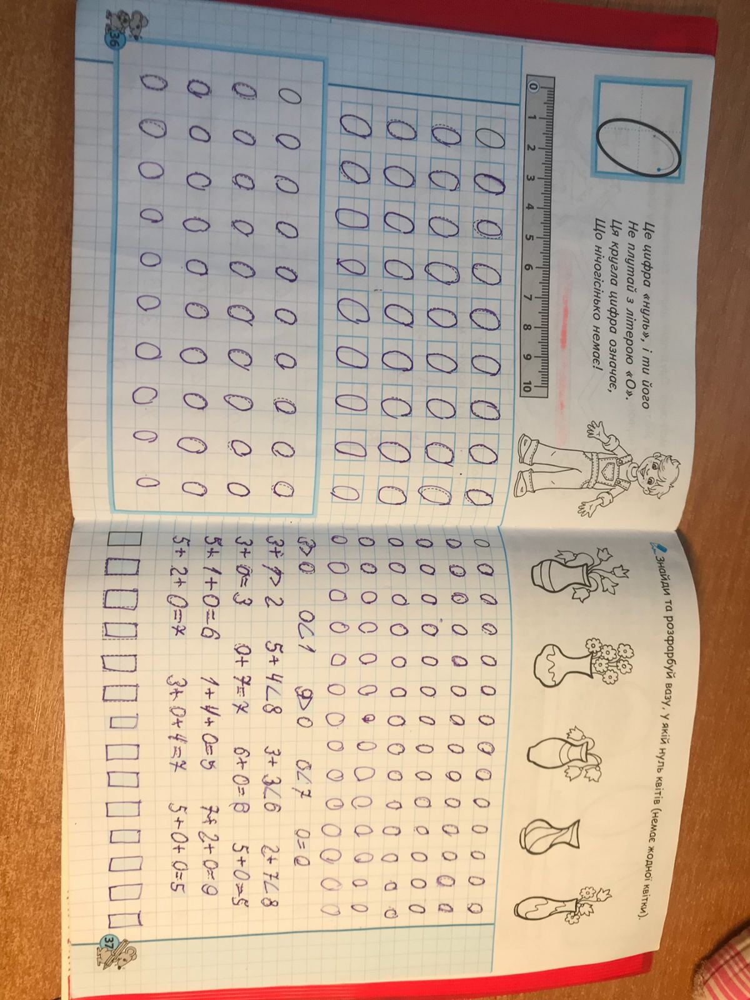 Це цифра «нуль», і ти його
Не плутай з літерою «О».
Ця кругла цифра означає,
Що нічогісінько немає!
0 1 2 3 4 5 6 7 8 9 10
0 0 0 0 0 0 0 0 0
0 0 0 0 0 0 0 0 0
0 0 0 0 0 0 0 0 0
0 0 0 0 0 0 0 0 0
0 0 0 0 0 0 0 0 0 0
0 0 0 0 0 0 0 0 0 0
0 0 0 0 0 0 0 0 0 0
0 0 0 0 0 0 0 0 0 0
36
Знайди та розфарбуй вазу, у якій нуль квітів (немає жодної квітки).
0 0 0 0 0 0 0 0 0 0 0 0 0 0
0 0 0 0 0 0 0 0 0 0 0 0 0 0
0 0 0 0 0 0 0 0 0 0 0 0 0 0
0 0 0 0 0 0 0 0 0 0 0 0 0 0
0 0 0 0 0 0 0 0 0 0 0 0 0 0
0 0 0 0 0 0 0 0 0 0 0 0 0 0
0<1 9>0 0<7 0=0
3+1>2 5+4<8 3+3<6 2+7<8
3+0=3 0+7=7 6+0=8 5+0=5
5+1+0=6 1+4+0=5 7+2+0=9
5+2+0=7 3+0+4=7 5+0+0=5
37